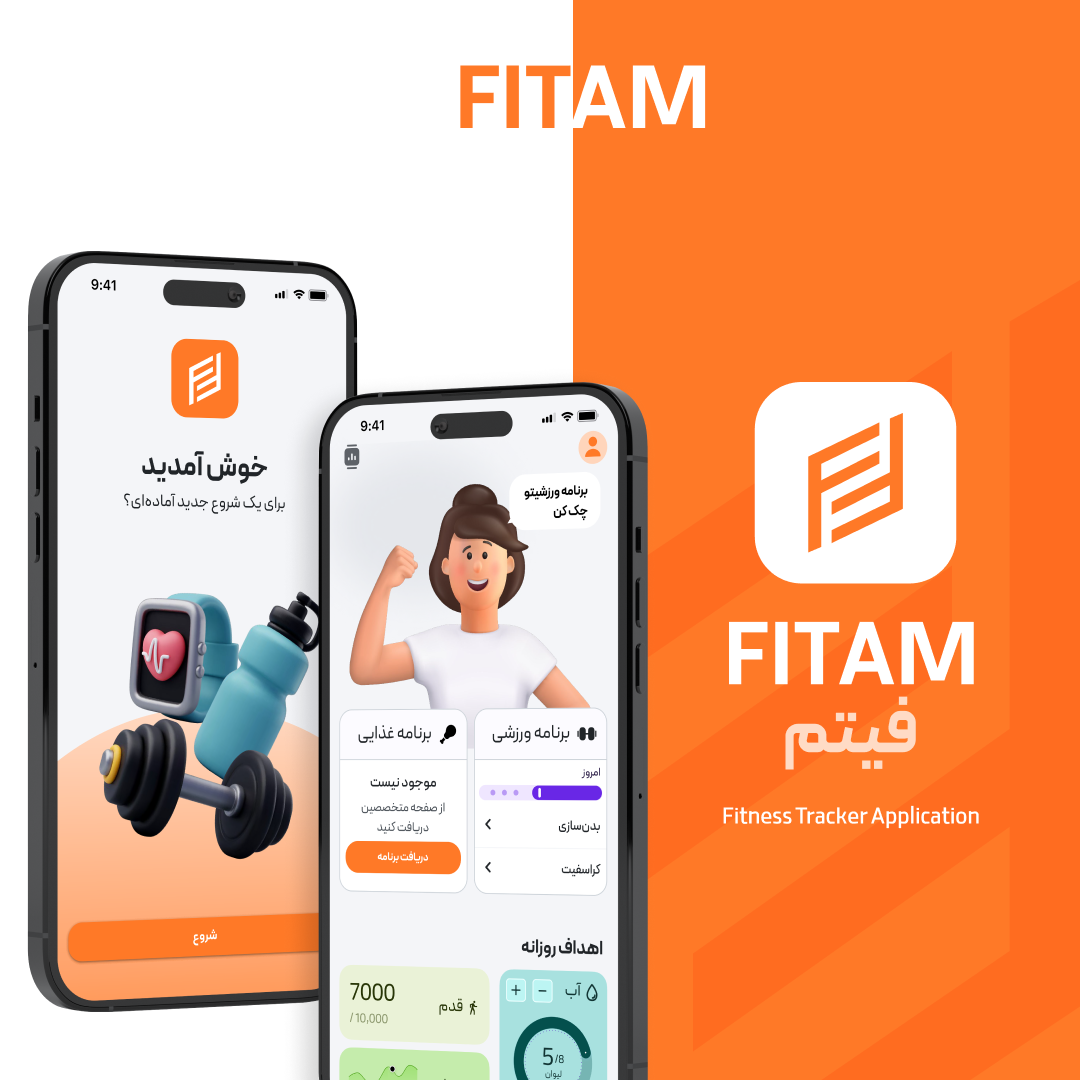 FITAM
9:41
خوش آمدید
برای یک شروع جدید آماده‌ای؟
شروع
9:41
برنامه ورزشیتو
چک کن
برنامه ورزشی
امروز
بدن‌سازی
کراسفیت
برنامه غذایی
موجود نیست
از صفحه متخصصین
دریافت کنید
دریافت برنامه
اهداف روزانه
آب
+ −
5/8
لیوان
قدم
7000
/ 10,000
FITAM
فیتم
Fitness Tracker Application